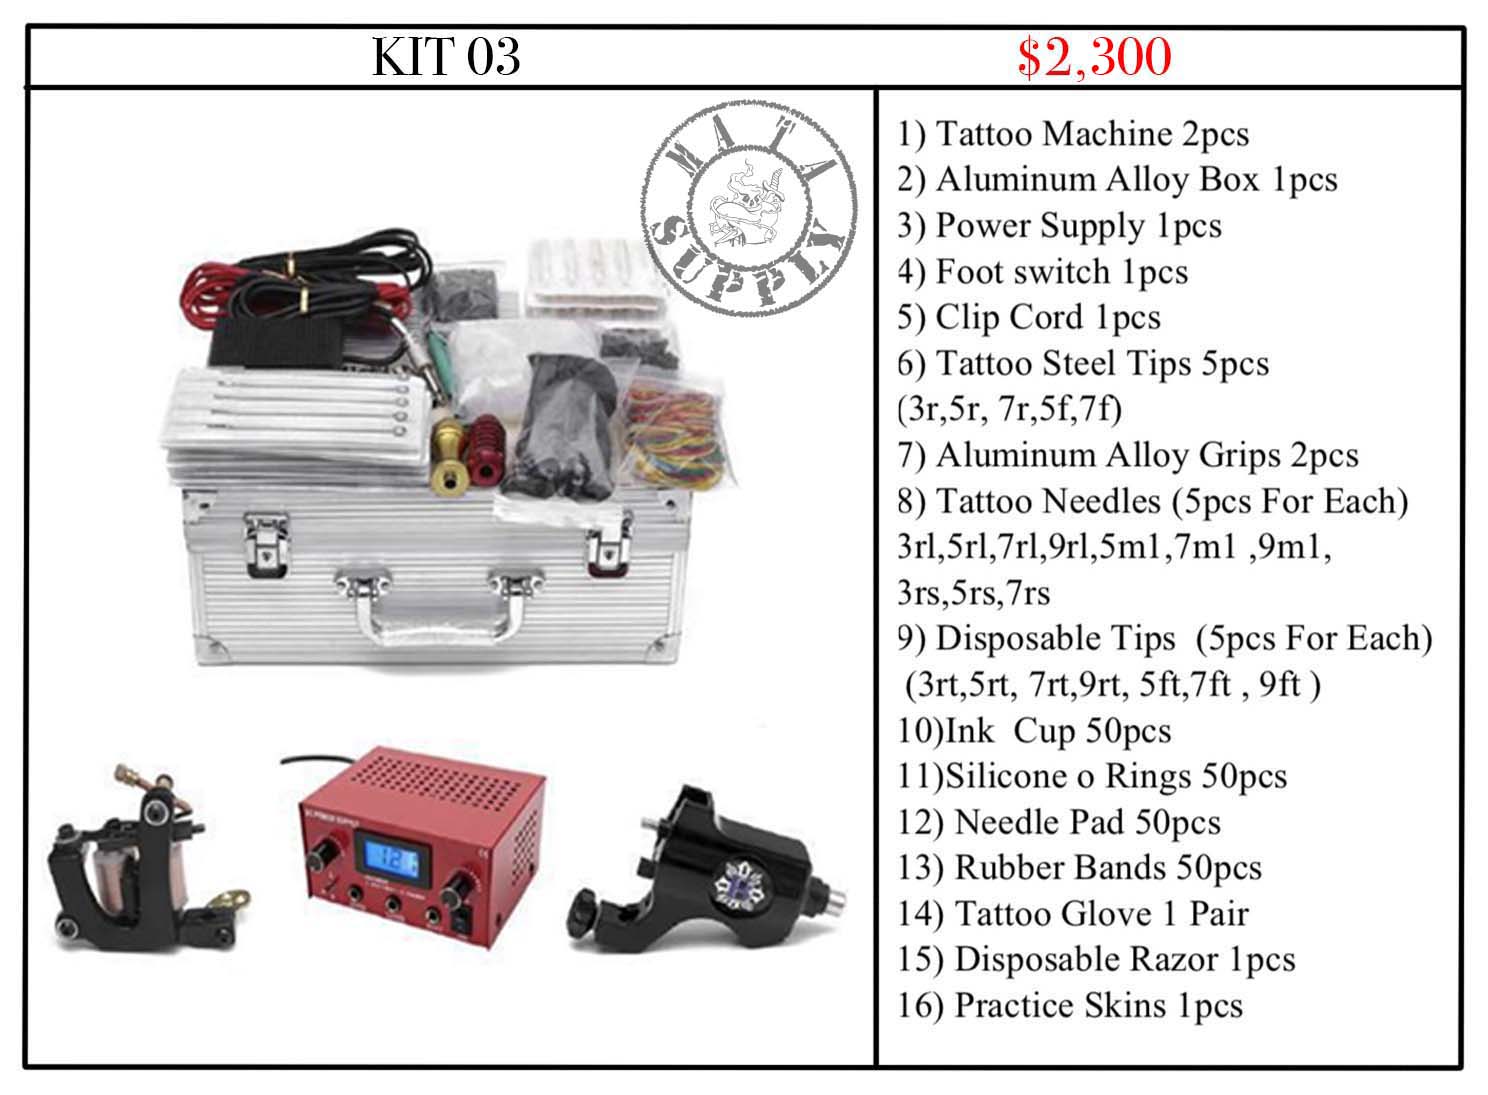 KIT 03
$2,300
MALA
SUPPLY
1) Tattoo Machine 2pcs
2) Aluminum Alloy Box 1pcs
3) Power Supply 1pcs
4) Foot switch 1pcs
5) Clip Cord 1pcs
6) Tattoo Steel Tips 5pcs
(3r,5r, 7r,5f,7f)
7) Aluminum Alloy Grips 2pcs
8) Tattoo Needles (5pcs For Each)
3rl,5rl,7rl,9rl,5m1,7m1 ,9m1,
3rs,5rs,7rs
9) Disposable Tips (5pcs For Each)
(3rt,5rt, 7rt,9rt, 5ft,7ft , 9ft )
10)Ink Cup 50pcs
11)Silicone o Rings 50pcs
12) Needle Pad 50pcs
13) Rubber Bands 50pcs
14) Tattoo Glove 1 Pair
15) Disposable Razor 1pcs
16) Practice Skins 1pcs